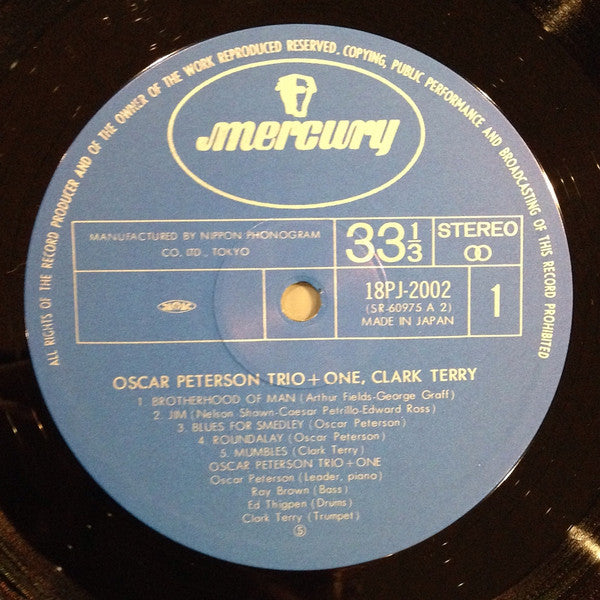 ALL RIGHTS OF THE RECORD PRODUCER AND OF THE OWNER OF THE WORK REPRODUCED RESERVED. COPYING, PUBLIC PERFORMANCE AND BROADCASTING OF THIS RECORD PROHIBITED
mercury
MANUFACTURED BY NIPPON PHONOGRAM
CO., LTD., TOKYO
33 1/3
STEREO
18PJ-2002
(SR-60975 A 2)
MADE IN JAPAN
1
OSCAR PETERSON TRIO + ONE, CLARK TERRY
1. BROTHERHOOD OF MAN (Arthur Fields-George Graff)
2. JIM (Nelson Shawn-Caesar Petrillo-Edward Ross)
3. BLUES FOR SMEDLEY (Oscar Peterson)
4. ROUNDALAY (Oscar Peterson)
5. MUMBLES (Clark Terry)
OSCAR PETERSON TRIO + ONE
Oscar Peterson (Leader, piano)
Ray Brown (Bass)
Ed Thigpen (Drums)
Clark Terry (Trumpet)